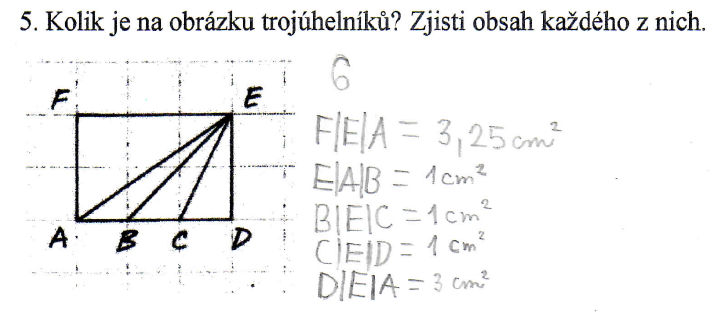 5. Kolik je na obrázku trojúhelníků? Zjisti obsah každého z nich.
6
F E
F|E|A = 3,25 cm²
E|A|B = 1 cm²
B|E|C = 1 cm²
A B C D
C|E|D = 1 cm²
D|E|A = 3 cm²